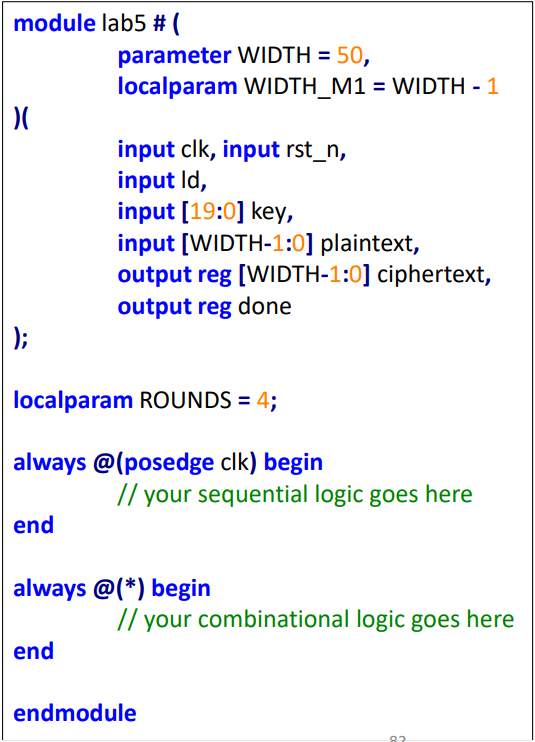 module lab5 # (
parameter WIDTH = 50,
localparam WIDTH_M1 = WIDTH - 1
)(
input clk, input rst_n,
input ld,
input [19:0] key,
input [WIDTH-1:0] plaintext,
output reg [WIDTH-1:0] ciphertext,
output reg done
);
localparam ROUNDS = 4;
always @(posedge clk) begin
// your sequential logic goes here
end
always @(*) begin
// your combinational logic goes here
end
endmodule
82